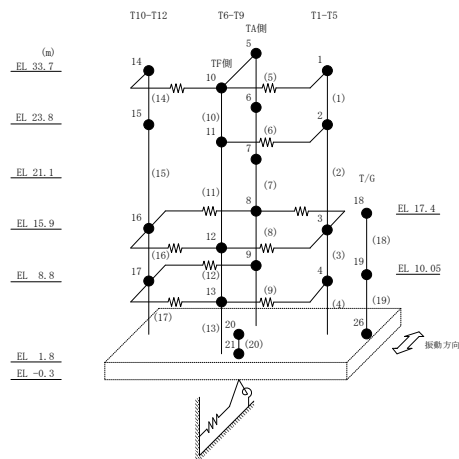 T10-T12 T6-T9 T1-T5
TA側
(m) 5
EL 33.7 14 TF側 10 1
(5)
(14) (10) 6 (1)
EL 23.8 15 2
11 (6)
7
EL 21.1 (15) (2) T/G
(7)
(11) 8 18 EL 17.4
EL 15.9 16 3
12 (8) (18)
(16) (12) 9 (3) 19
EL 8.8 17 4 EL 10.05
13 (9)
(17) (4) (19)
(13) 20 26
21 (20) 振動方向
EL 1.8
EL -0.3